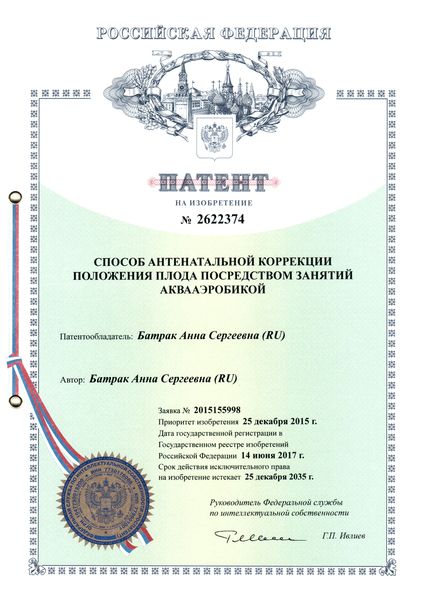 РОССИЙСКАЯ ФЕДЕРАЦИЯ
ПАТЕНТ
НА ИЗОБРЕТЕНИЕ
№ 2622374
СПОСОБ АНТЕНАТАЛЬНОЙ КОРРЕКЦИИ
ПОЛОЖЕНИЯ ПЛОДА ПОСРЕДСТВОМ ЗАНЯТИЙ
АКВААЭРОБИКОЙ
Патентообладатель: Батрак Анна Сергеевна (RU)
Автор: Батрак Анна Сергеевна (RU)
Заявка № 2015155998
Приоритет изобретения 25 декабря 2015 г.
Дата государственной регистрации в
Государственном реестре изобретений
Российской Федерации 14 июня 2017 г.
Срок действия исключительного права
на изобретение истекает 25 декабря 2035 г.
Руководитель Федеральной службы
по интеллектуальной собственности
Г.П. Ивлиев